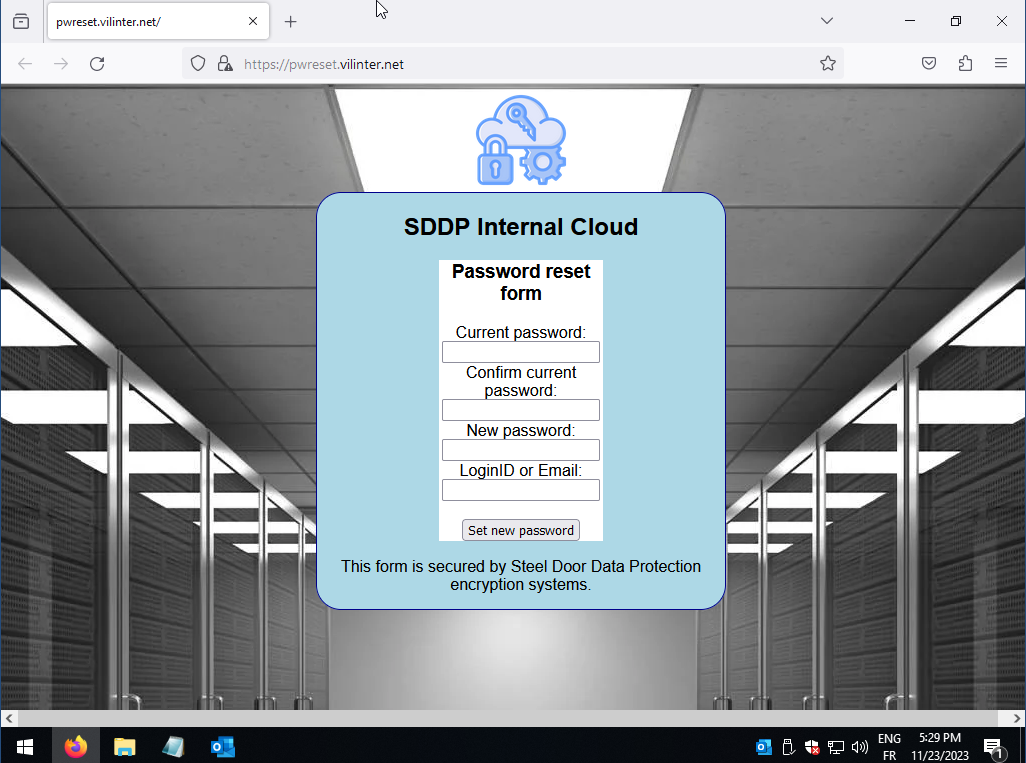 pwreset.vilinter.net/
https://pwreset.vilinter.net
SDDP Internal Cloud
Password reset
form
Current password:
Confirm current
password:
New password:
LoginID or Email:
Set new password
This form is secured by Steel Door Data Protection
encryption systems.
ENG
FR
5:29 PM
11/23/2023
1